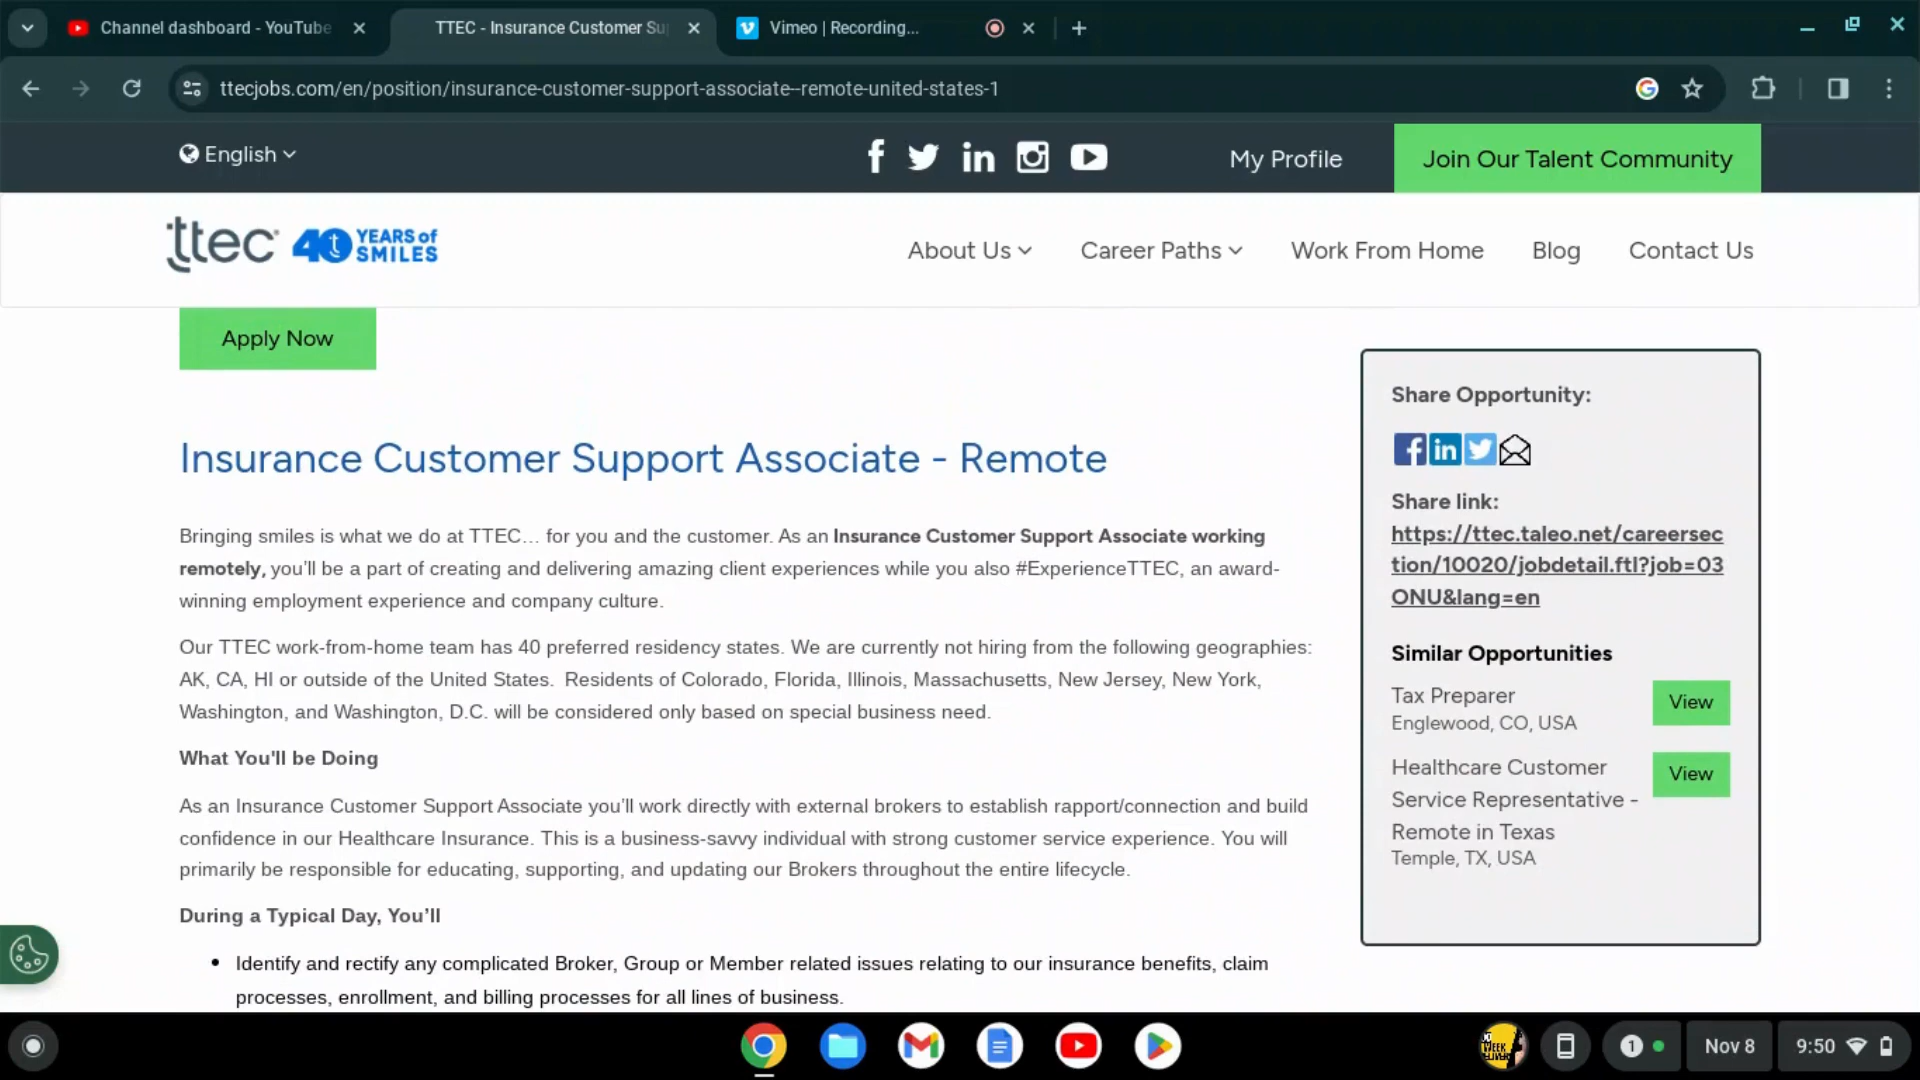 Channel dashboard - YouTube
TTEC - Insurance Customer Su
Vimeo | Recording...
ttecjobs.com/en/position/insurance-customer-support-associate--remote-united-states-1
English
My Profile
Join Our Talent Community
ttec
40 YEARS of
SMILES
About Us
Career Paths
Work From Home
Blog
Contact Us
Apply Now
Insurance Customer Support Associate - Remote
Bringing smiles is what we do at TTEC… for you and the customer. As an Insurance Customer Support Associate working
remotely, you’ll be a part of creating and delivering amazing client experiences while you also #ExperienceTTEC, an award-
winning employment experience and company culture.
Our TTEC work-from-home team has 40 preferred residency states. We are currently not hiring from the following geographies:
AK, CA, HI or outside of the United States.  Residents of Colorado, Florida, Illinois, Massachusetts, New Jersey, New York,
Washington, and Washington, D.C. will be considered only based on special business need.
What You'll be Doing
As an Insurance Customer Support Associate you’ll work directly with external brokers to establish rapport/connection and build
confidence in our Healthcare Insurance. This is a business-savvy individual with strong customer service experience. You will
primarily be responsible for educating, supporting, and updating our Brokers throughout the entire lifecycle.
During a Typical Day, You’ll
• Identify and rectify any complicated Broker, Group or Member related issues relating to our insurance benefits, claim
processes, enrollment, and billing processes for all lines of business.
Share Opportunity:
Share link:
https://ttec.taleo.net/careersec
tion/10020/jobdetail.ftl?job=03
ONU&lang=en
Similar Opportunities
Tax Preparer
Englewood, CO, USA
View
Healthcare Customer
Service Representative -
Remote in Texas
Temple, TX, USA
View
1
Nov 8
9:50